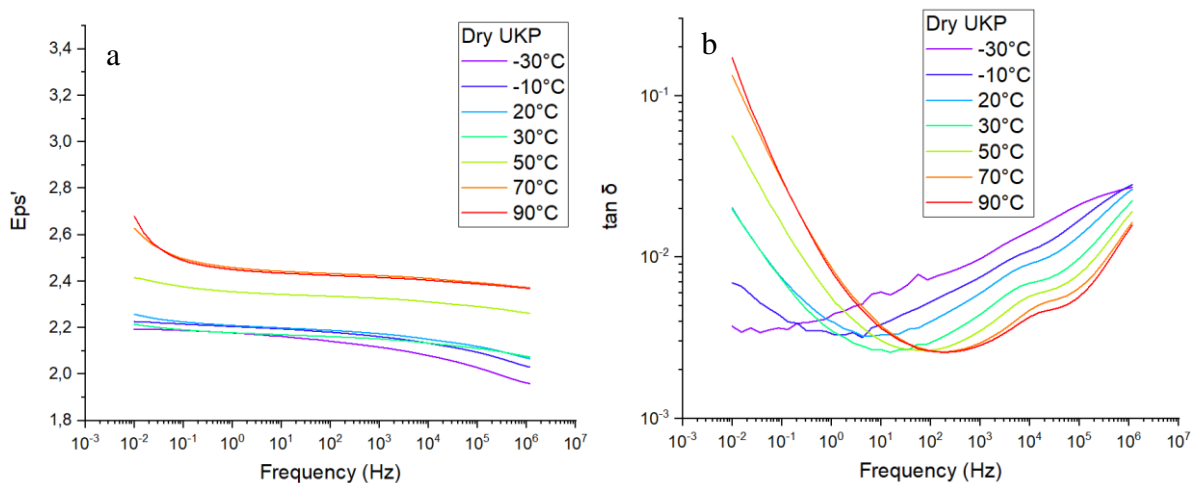 a
Dry UKP
-30°C
-10°C
20°C
30°C
50°C
70°C
90°C
3,4
3,2
3,0
2,8
2,6
2,4
2,2
2,0
1,8
Eps'
10⁻³ 10⁻² 10⁻¹ 10⁰ 10¹ 10² 10³ 10⁴ 10⁵ 10⁶ 10⁷
Frequency (Hz)
b
Dry UKP
-30°C
-10°C
20°C
30°C
50°C
70°C
90°C
10⁻¹
10⁻²
10⁻³
tan δ
10⁻³ 10⁻² 10⁻¹ 10⁰ 10¹ 10² 10³ 10⁴ 10⁵ 10⁶ 10⁷
Frequency (Hz)